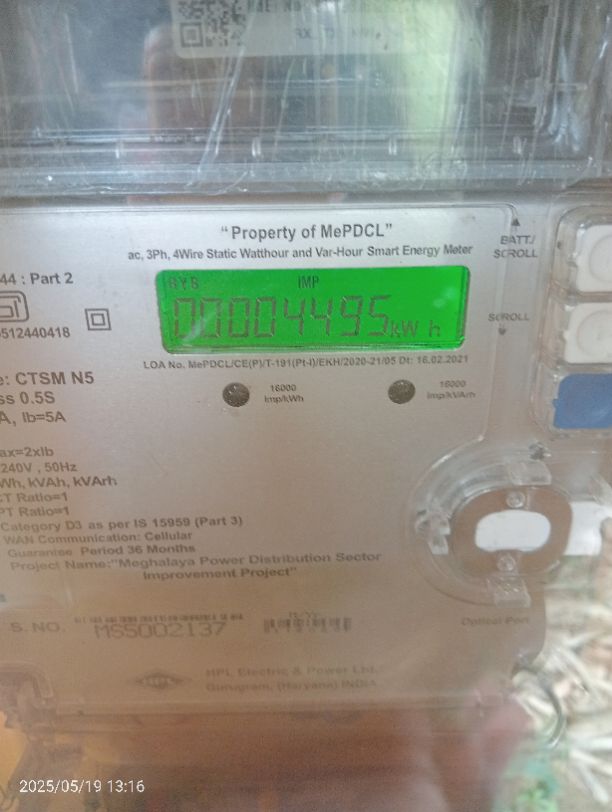 "Property of MePDCL"
ac, 3Ph, 4Wire Static Watthour and Var-Hour Smart Energy Meter
BATT./
SCROLL
44 : Part 2
RYB IMP
00004495 kW h
SCROLL
0512440418
LOA No. MePDCL/CE(P)/T-191(Pt-I)/EKH/2020-21/05 Dt: 16.02.2021
e: CTSM N5
16000
Imp/kWh
16000
Imp/kVArh
ss 0.5S
A, Ib=5A
ax=2xIb
240V , 50Hz
Wh, kVAh, kVArh
CT Ratio=1
PT Ratio=1
Category D3 as per IS 15959 (Part 3)
WAN Communication: Cellular
Guarantee Period 36 Months
Project Name:"Meghalaya Power Distribution Sector
Improvement Project"
S. NO. MS5002137
Optical Port
HPL
HPL Electric & Power Ltd.
Gurugram, (Haryana) INDIA
2025/05/19 13:16